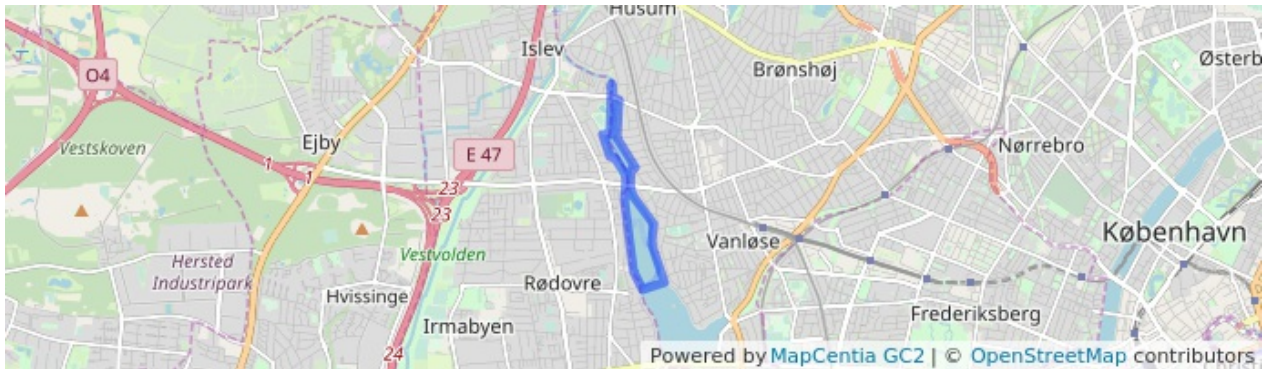 Husum
Islev
Østerb
Brønshøj
O4
Vestskoven
Ejby
E 47
Nørrebro
1
1
23
23
Vanløse
København
Vestvolden
Hersted
Industripark
Hvissinge
Rødovre
Irmabyen
Frederiksberg
24
Powered by MapCentia GC2 | © OpenStreetMap contributors